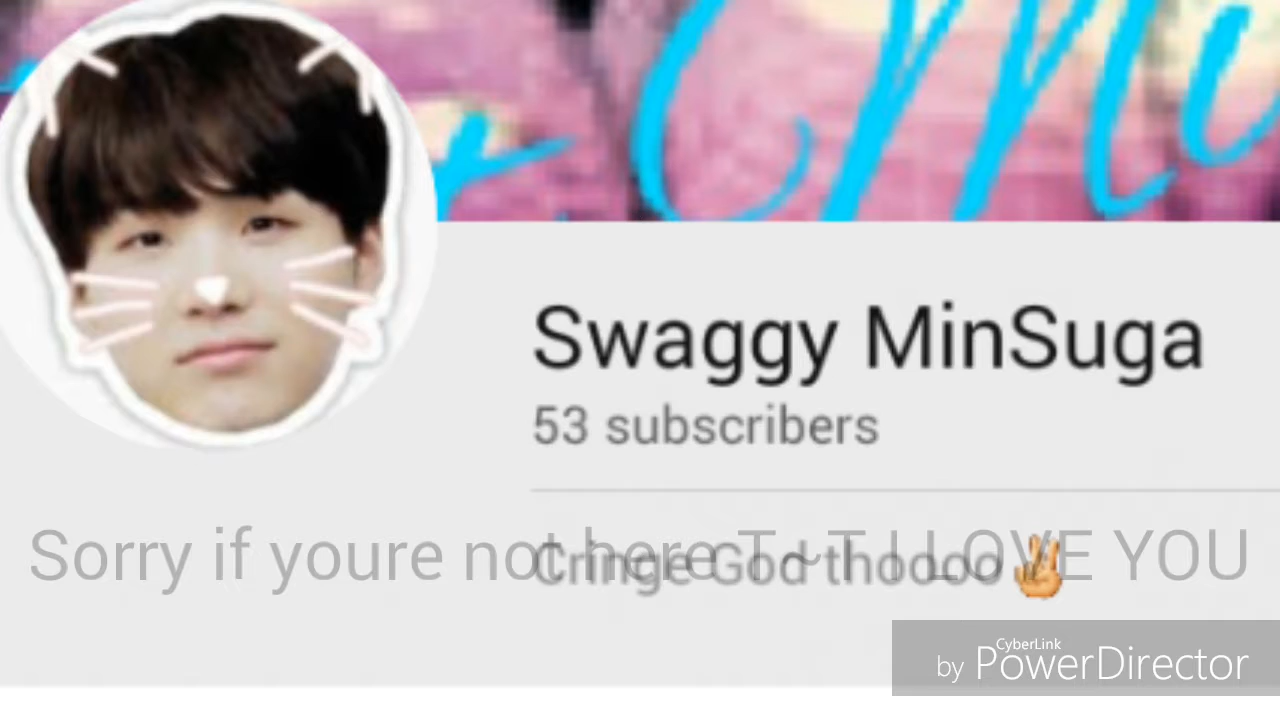 Swaggy MinSuga
53 subscribers
Sorry if youre not here T~T I LOVE YOU
Cringe God thoooo✌
CyberLink
by PowerDirector